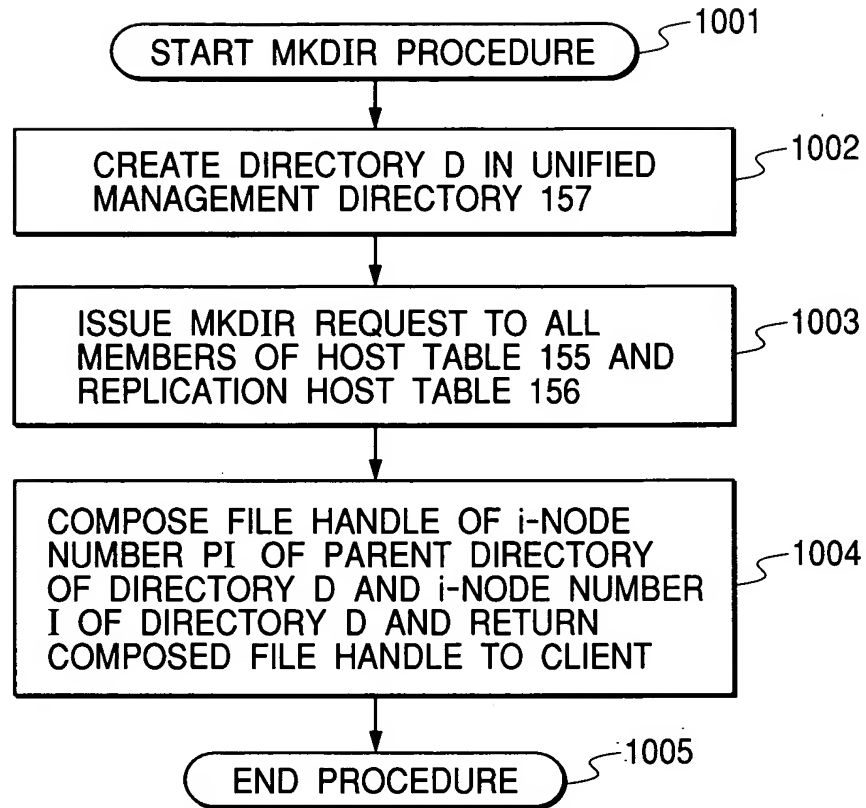 START MKDIR PROCEDURE
1001
CREATE DIRECTORY D IN UNIFIED
MANAGEMENT DIRECTORY 157
1002
ISSUE MKDIR REQUEST TO ALL
MEMBERS OF HOST TABLE 155 AND
REPLICATION HOST TABLE 156
1003
COMPOSE FILE HANDLE OF i-NODE
NUMBER PI OF PARENT DIRECTORY
OF DIRECTORY D AND i-NODE NUMBER
I OF DIRECTORY D AND RETURN
COMPOSED FILE HANDLE TO CLIENT
1004
END PROCEDURE
1005